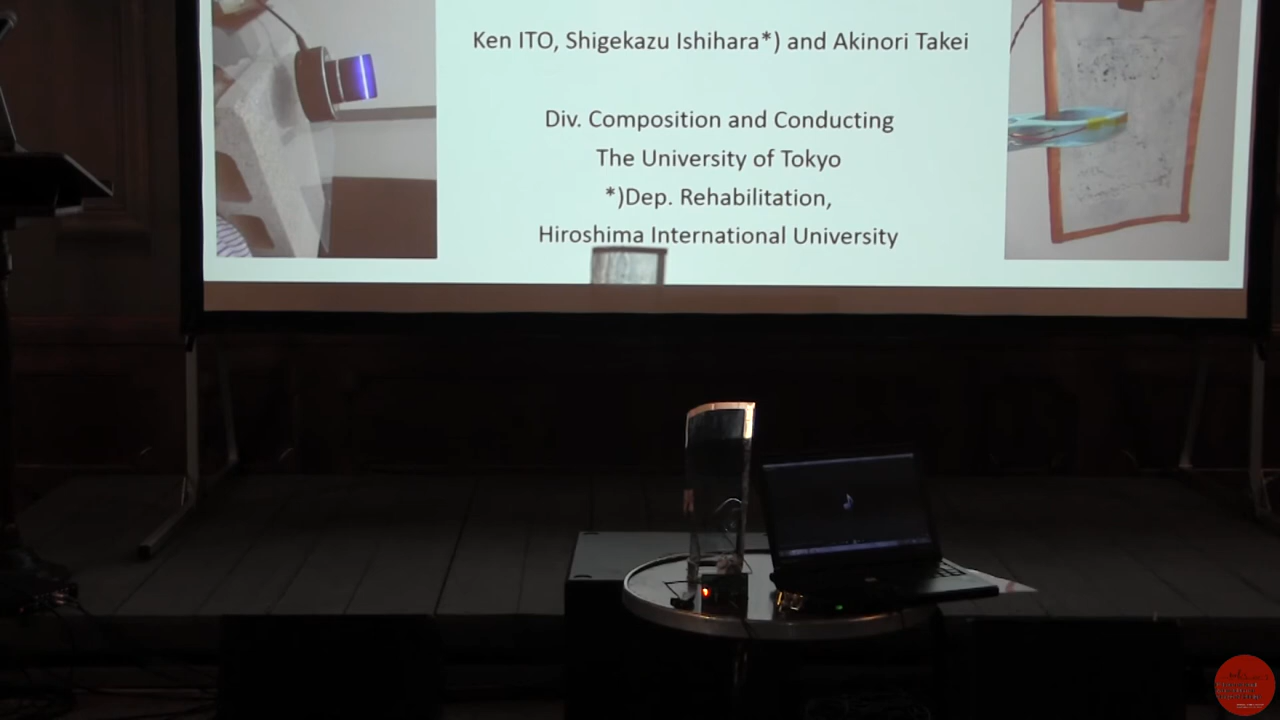 Ken ITO, Shigekazu Ishihara*) and Akinori Takei
Div. Composition and Conducting
The University of Tokyo
*)Dep. Rehabilitation,
Hiroshima International University